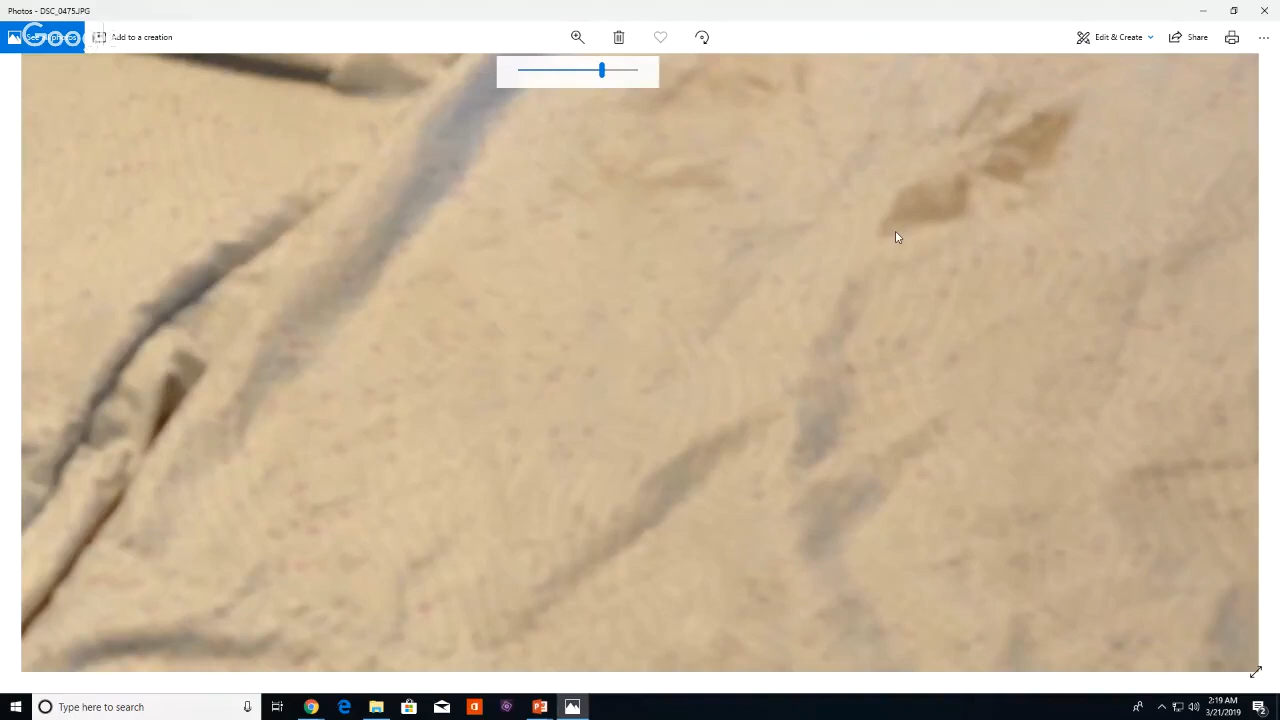 Photos - DSC_0475.JPG
Add to a creation
Edit & Create
Share
Type here to search
2:19 AM
3/21/2019
2